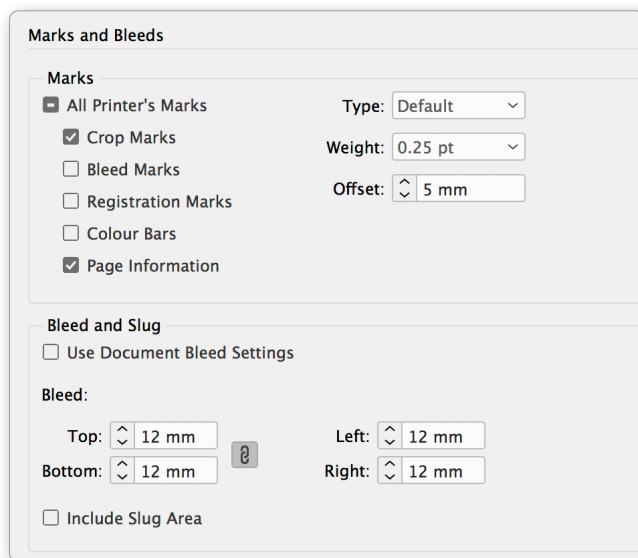 Marks and Bleeds
Marks
All Printer's Marks
Type: Default
Crop Marks
Weight: 0.25 pt
Bleed Marks
Offset: 5 mm
Registration Marks
Colour Bars
Page Information
Bleed and Slug
Use Document Bleed Settings
Bleed:
Top: 12 mm
Left: 12 mm
Bottom: 12 mm
Right: 12 mm
Include Slug Area